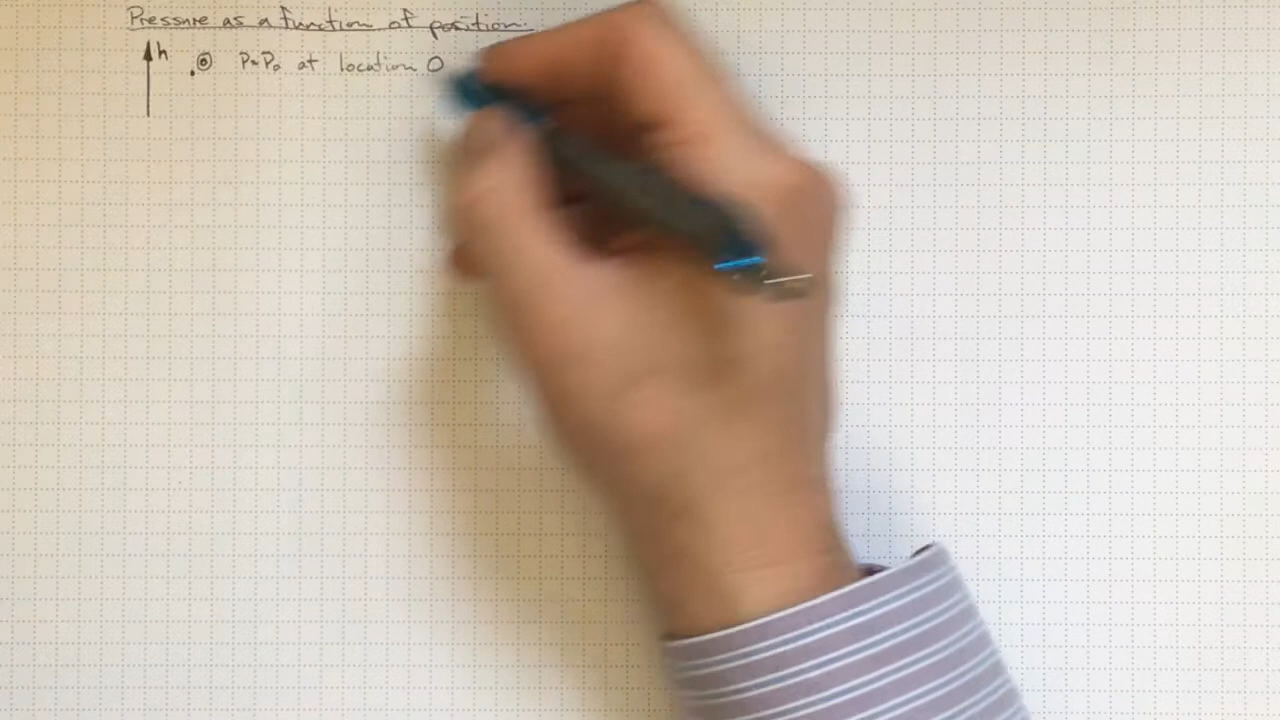 Pressure as a function of position.
h ⓪ P=P₀ at location O